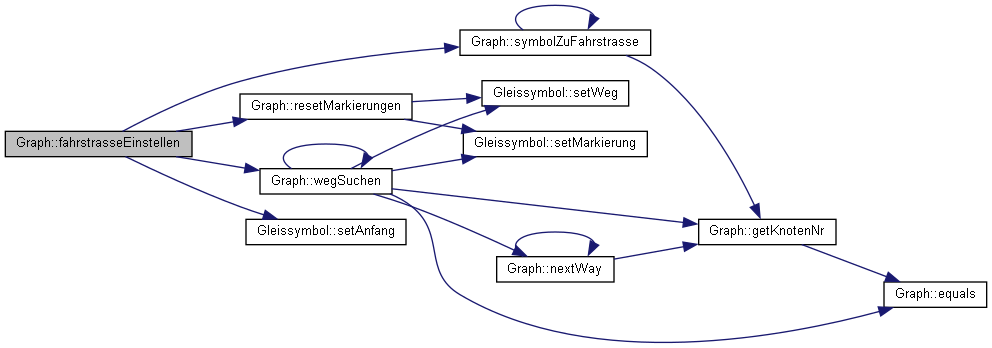 Graph::symbolZuFahrstrasse
Gleissymbol::setWeg
Graph::resetMarkierungen
Graph::fahrstrasseEinstellen
Gleissymbol::setMarkierung
Graph::wegSuchen
Gleissymbol::setAnfang
Graph::getKnotenNr
Graph::nextWay
Graph::equals